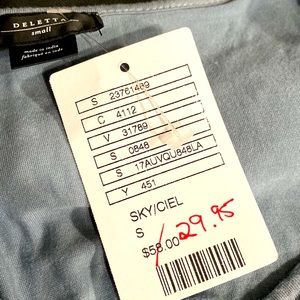 DELETTA
small
made in india
fabriqué en inde
S 23761489
C 4112
V 31789
S 0848
S 17AUVQU848LA
Y 451
SKY/CIEL
S
$58.00 29.95